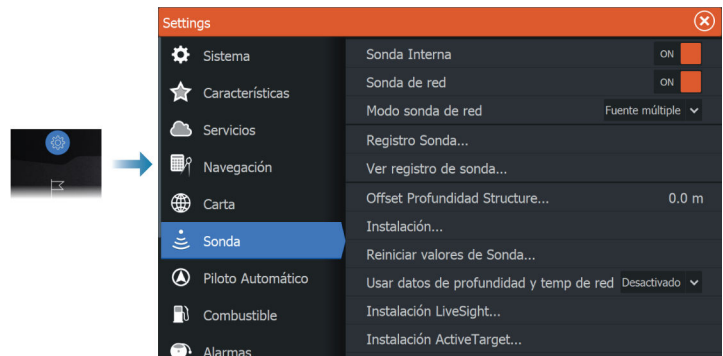 Settings
Sistema
Características
Servicios
Navegación
Carta
Sonda
Piloto Automático
Combustible
Alarmas
Sonda Interna ON
Sonda de red ON
Modo sonda de red Fuente múltiple
Registro Sonda...
Ver registro de sonda...
Offset Profundidad Structure... 0.0 m
Instalación...
Reiniciar valores de Sonda...
Usar datos de profundidad y temp de red Desactivado
Instalación LiveSight...
Instalación ActiveTarget...